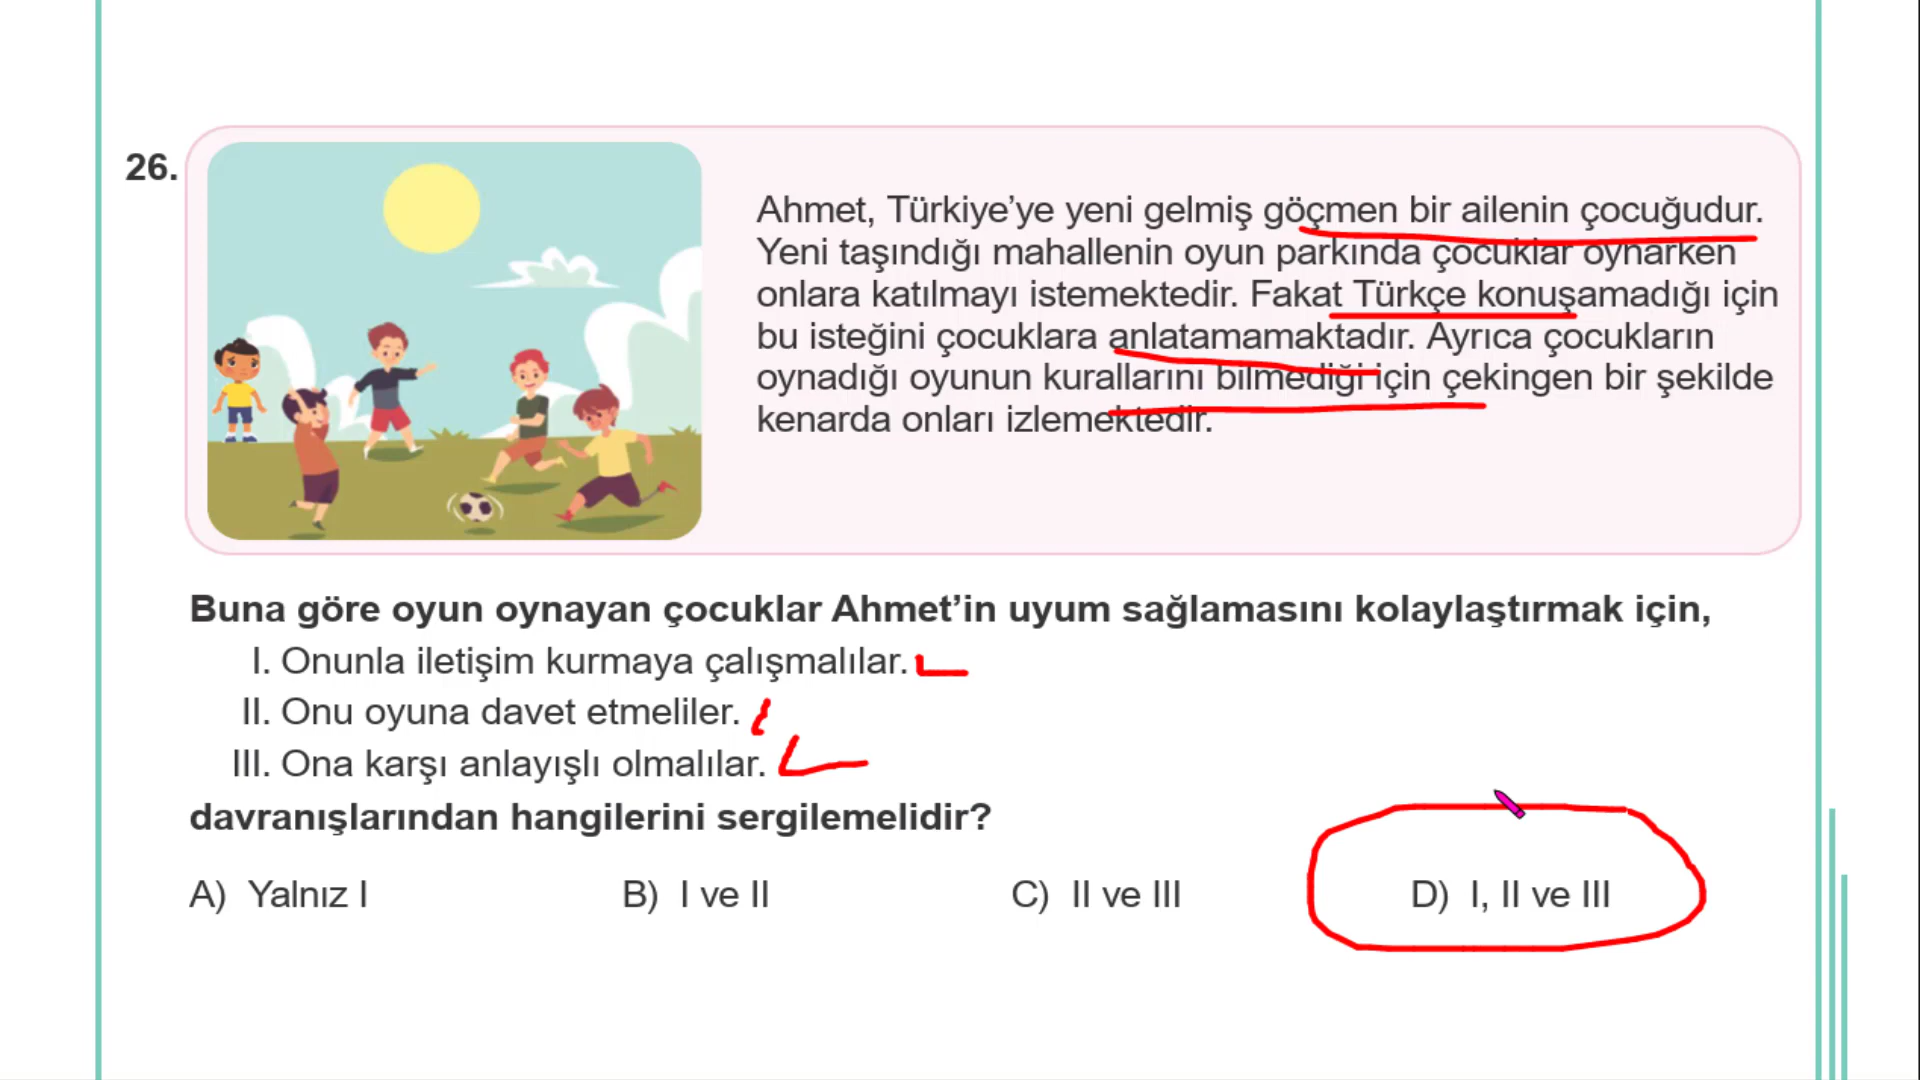 26.
Ahmet, Türkiye’ye yeni gelmiş göçmen bir ailenin çocuğudur.
Yeni taşındığı mahallenin oyun parkında çocuklar oynarken
onlara katılmayı istemektedir. Fakat Türkçe konuşamadığı için
bu isteğini çocuklara anlatamamaktadır. Ayrıca çocukların
oynadığı oyunun kurallarını bilmediği için çekingen bir şekilde
kenarda onları izlemektedir.
Buna göre oyun oynayan çocuklar Ahmet’in uyum sağlamasını kolaylaştırmak için,
I. Onunla iletişim kurmaya çalışmalılar.
II. Onu oyuna davet etmeliler.
III. Ona karşı anlayışlı olmalılar.
davranışlarından hangilerini sergilemelidir?
A) Yalnız I B) I ve II C) II ve III D) I, II ve III